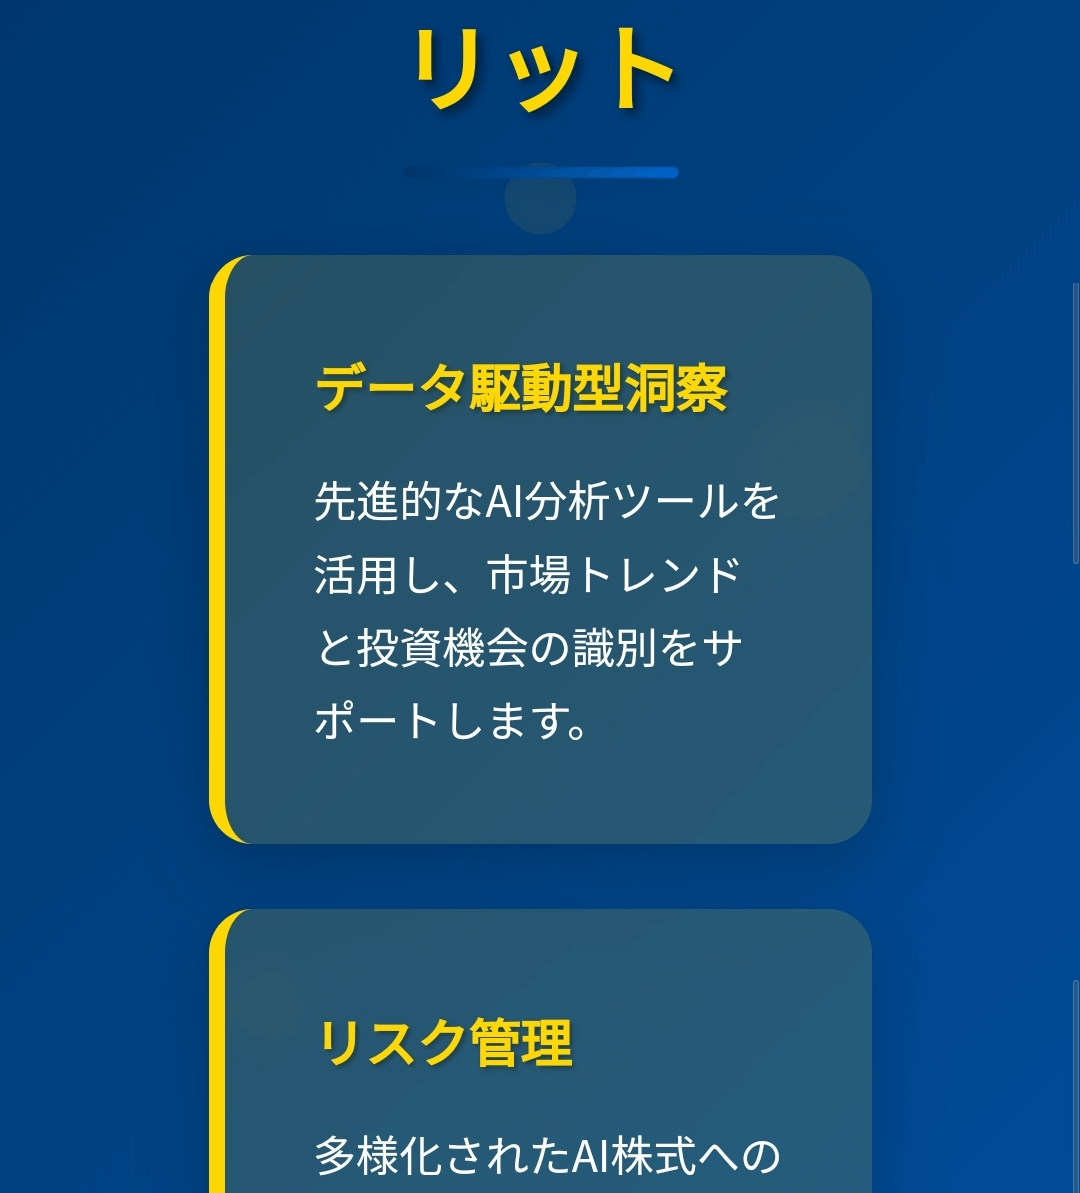 リット
データ駆動型洞察
先進的なAI分析ツールを
活用し、市場トレンド
と投資機会の識別をサ
ポートします。
リスク管理
多様化されたAI株式への